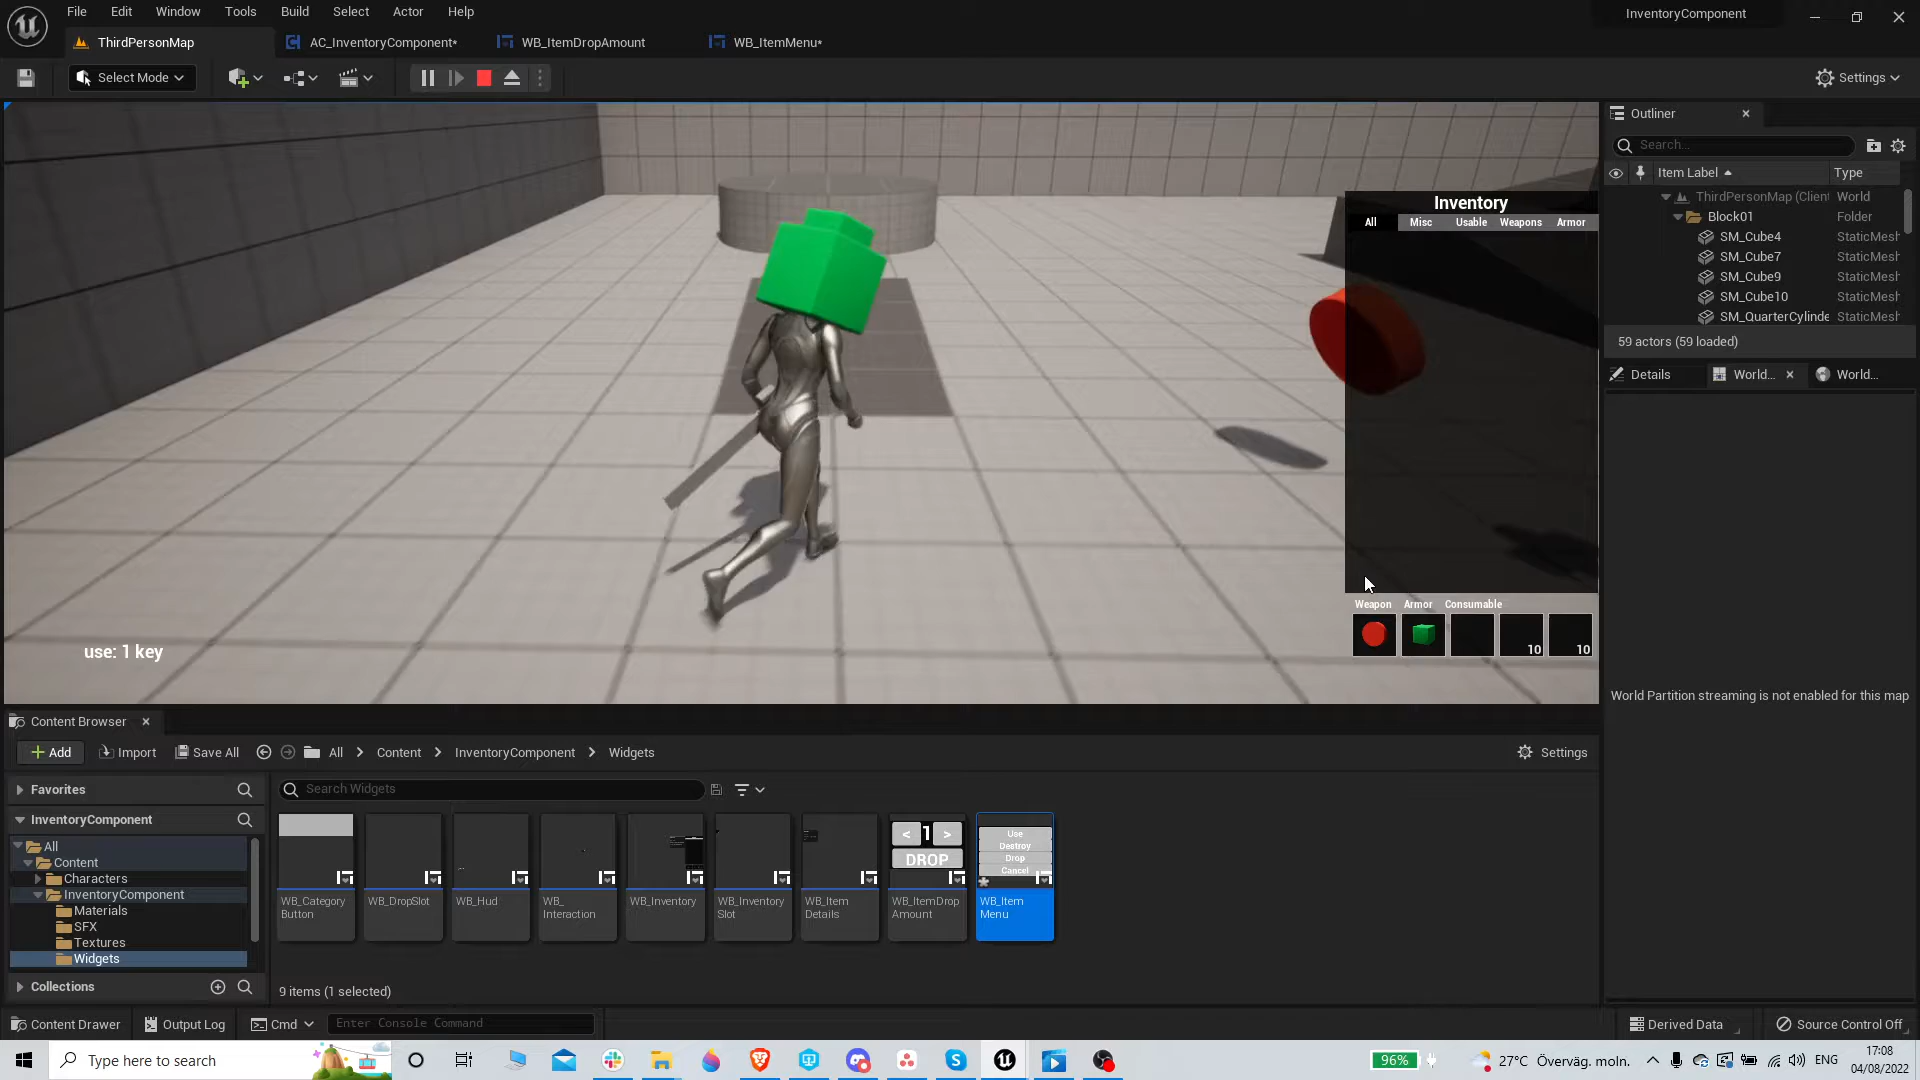 File Edit Window Tools Build Select Actor Help
InventoryComponent
ThirdPersonMap
AC_InventoryComponent*
WB_ItemDropAmount
WB_ItemMenu*
Select Mode
Settings
Inventory
All Misc Usable Weapons Armor
Weapon Armor Consumable
10
10
use: 1 key
Outliner
Search...
Item Label Type
ThirdPersonMap (Client World
Block01 Folder
SM_Cube4 StaticMesh
SM_Cube7 StaticMesh
SM_Cube9 StaticMesh
SM_Cube10 StaticMesh
SM_QuarterCylinde StaticMesh
59 actors (59 loaded)
Details
World...
World...
World Partition streaming is not enabled for this map
Content Browser
Add
Import
Save All
All > Content > InventoryComponent > Widgets
Settings
Favorites
Search Widgets
InventoryComponent
All
Content
Characters
InventoryComponent
Materials
SFX
Textures
Widgets
Collections
WB_Category
Button
WB_DropSlot
WB_Hud
WB_
Interaction
WB_Inventory
WB_Inventory
Slot
WB_Item
Details
< 1 >
DROP
WB_ItemDrop
Amount
Use
Destroy
Drop
Cancel
WB_Item
Menu
9 items (1 selected)
Content Drawer
Output Log
Cmd
Enter Console Command
Derived Data
Source Control Off
Type here to search
96%
27°C Överväg. moln.
ENG
17:08
04/08/2022